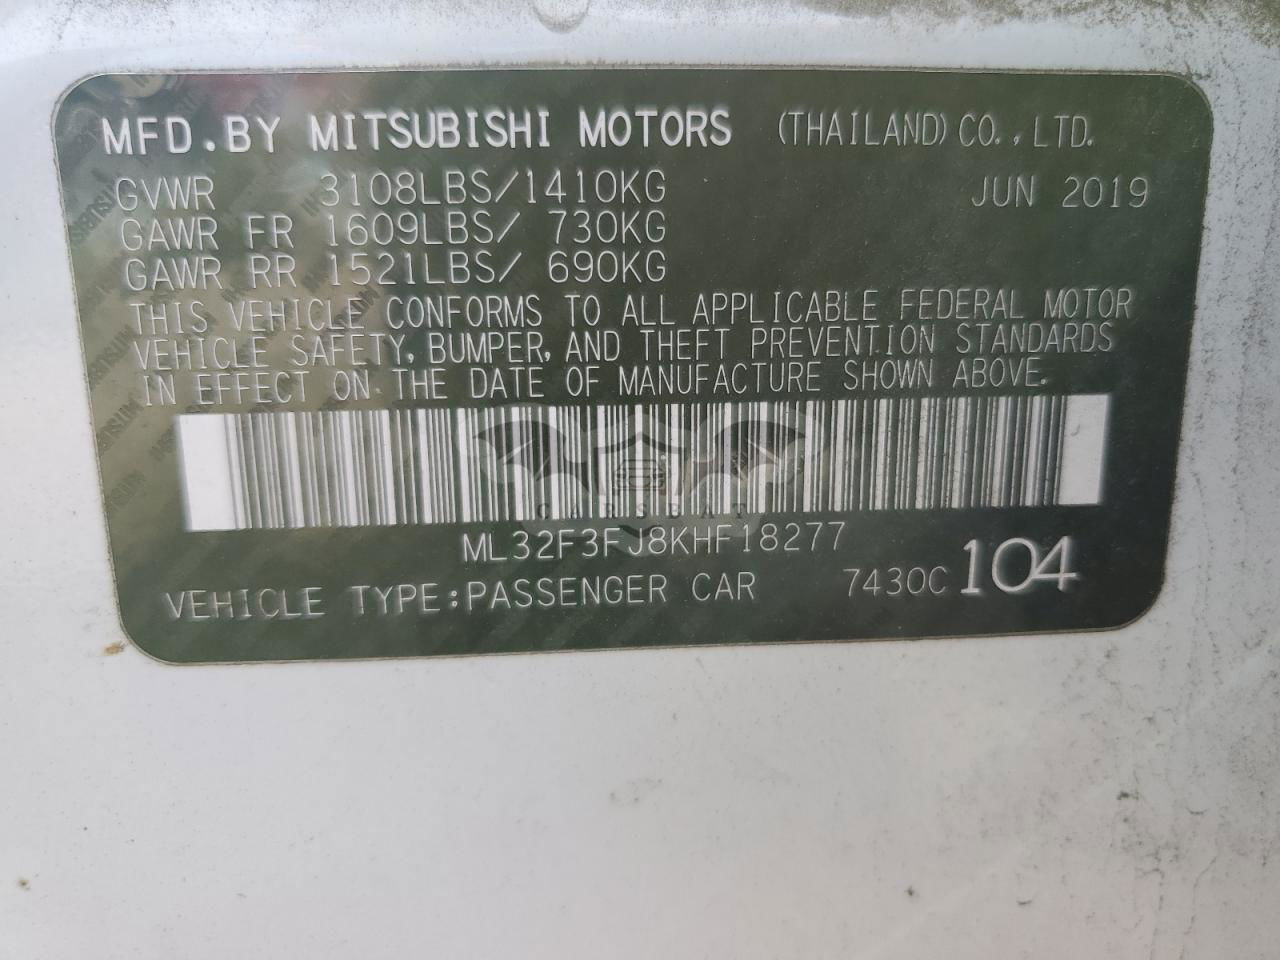 MFD.BY MITSUBISHI MOTORS (THAILAND)CO.,LTD.
GVWR 3108LBS/1410KG JUN 2019
GAWR FR 1609LBS/ 730KG
GAWR RR 1521LBS/ 690KG
THIS VEHICLE CONFORMS TO ALL APPLICABLE FEDERAL MOTOR
VEHICLE SAFETY, BUMPER, AND THEFT PREVENTION STANDARDS
IN EFFECT ON THE DATE OF MANUFACTURE SHOWN ABOVE.
CARSBAT
ML32F3FJ8KHF18277
VEHICLE TYPE:PASSENGER CAR 7430C 104